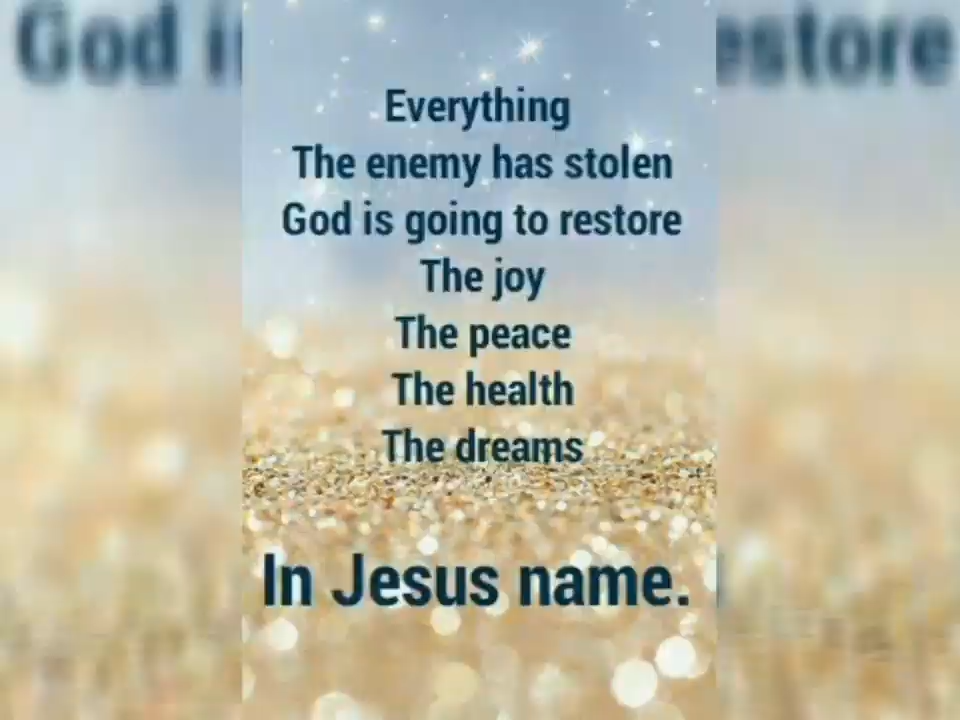 Everything
The enemy has stolen
God is going to restore
The joy
The peace
The health
The dreams
In Jesus name.